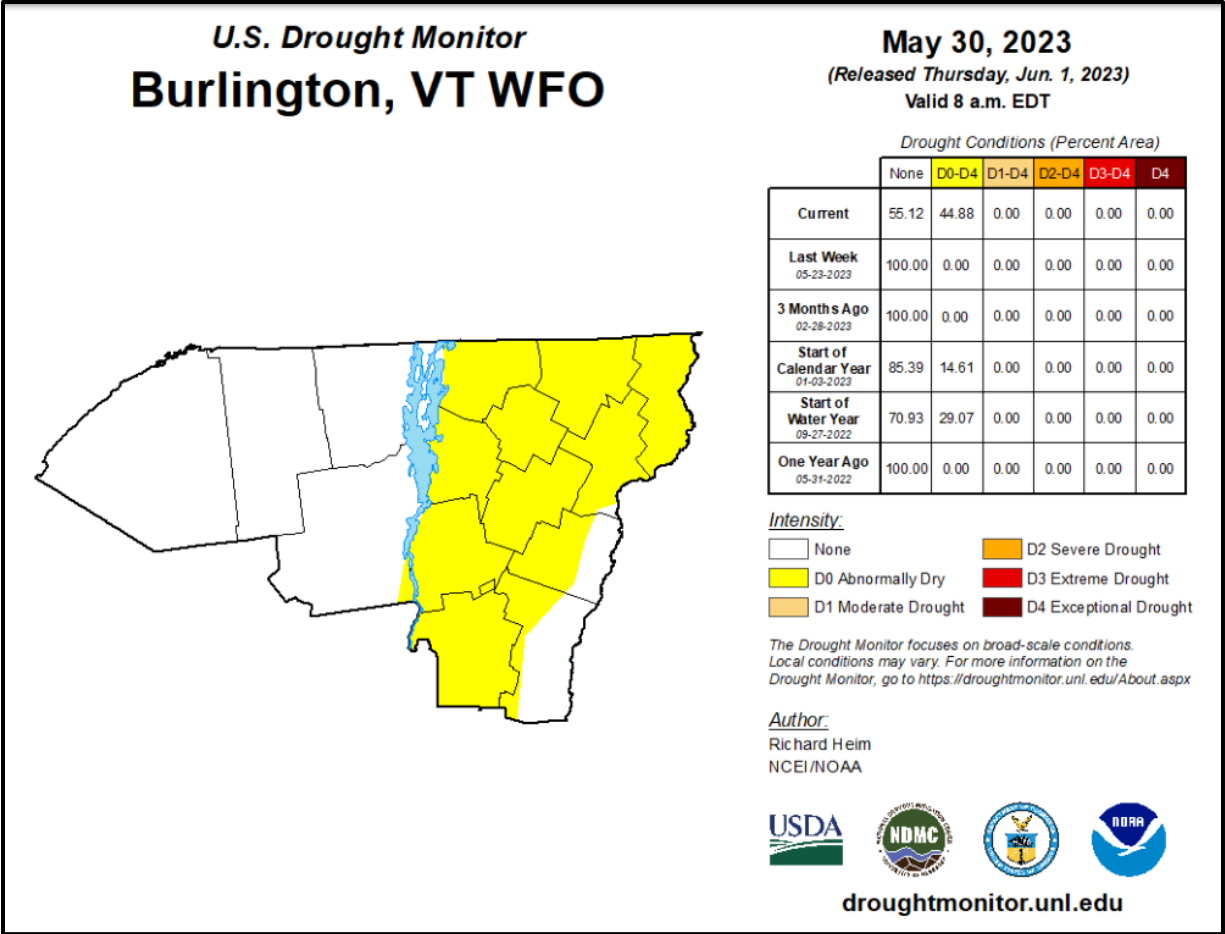 U.S. Drought Monitor
Burlington, VT WFO
May 30, 2023
(Released Thursday, Jun. 1, 2023)
Valid 8 a.m. EDT
Drought Conditions (Percent Area)
None D0-D4 D1-D4 D2-D4 D3-D4 D4
Current 55.12 44.88 0.00 0.00 0.00 0.00
Last Week
05-23-2023 100.00 0.00 0.00 0.00 0.00 0.00
3 Months Ago
02-28-2023 100.00 0.00 0.00 0.00 0.00 0.00
Start of
Calendar Year
01-03-2023 85.39 14.61 0.00 0.00 0.00 0.00
Start of
Water Year
09-27-2022 70.93 29.07 0.00 0.00 0.00 0.00
One Year Ago
05-31-2022 100.00 0.00 0.00 0.00 0.00 0.00
Intensity:
None
D0 Abnormally Dry
D1 Moderate Drought
D2 Severe Drought
D3 Extreme Drought
D4 Exceptional Drought
The Drought Monitor focuses on broad-scale conditions.
Local conditions may vary. For more information on the
Drought Monitor, go to https://droughtmonitor.unl.edu/About.aspx
Author:
Richard Heim
NCEI/NOAA
USDA
NDMC
NOAA
droughtmonitor.unl.edu